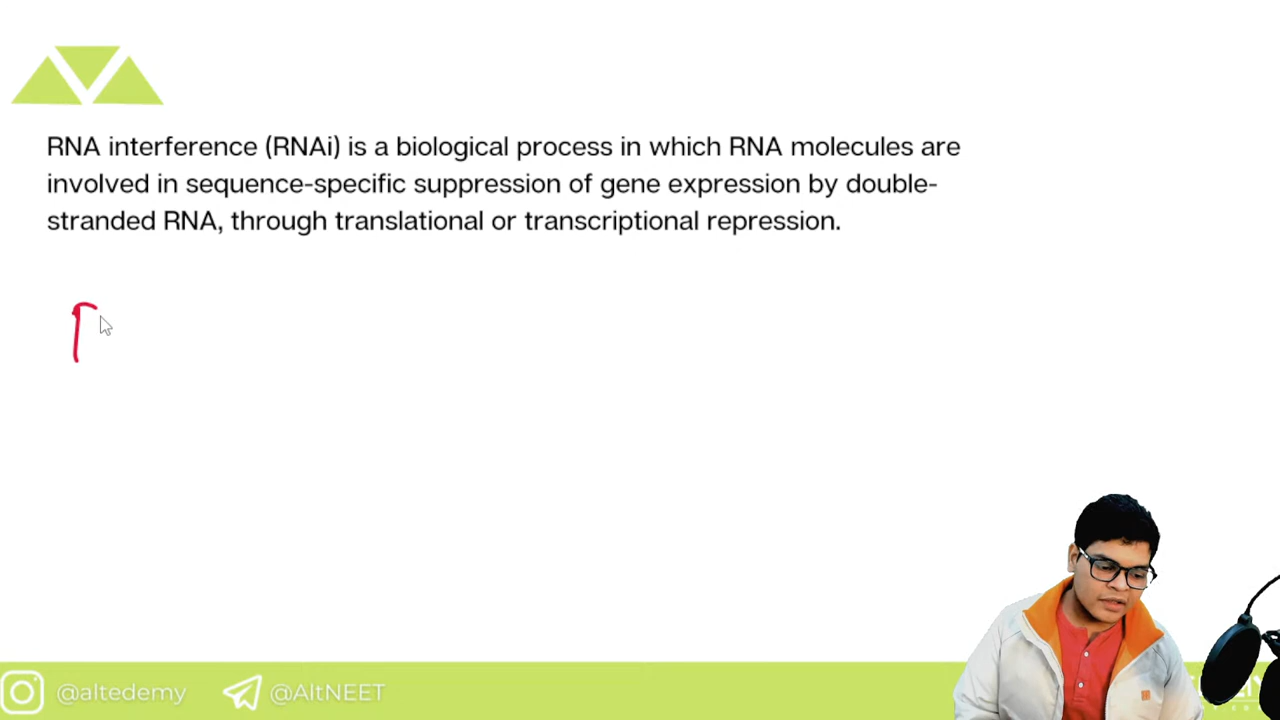 RNA interference (RNAi) is a biological process in which RNA molecules are
involved in sequence-specific suppression of gene expression by double-
stranded RNA, through translational or transcriptional repression.
@altedemy
@AltNEET